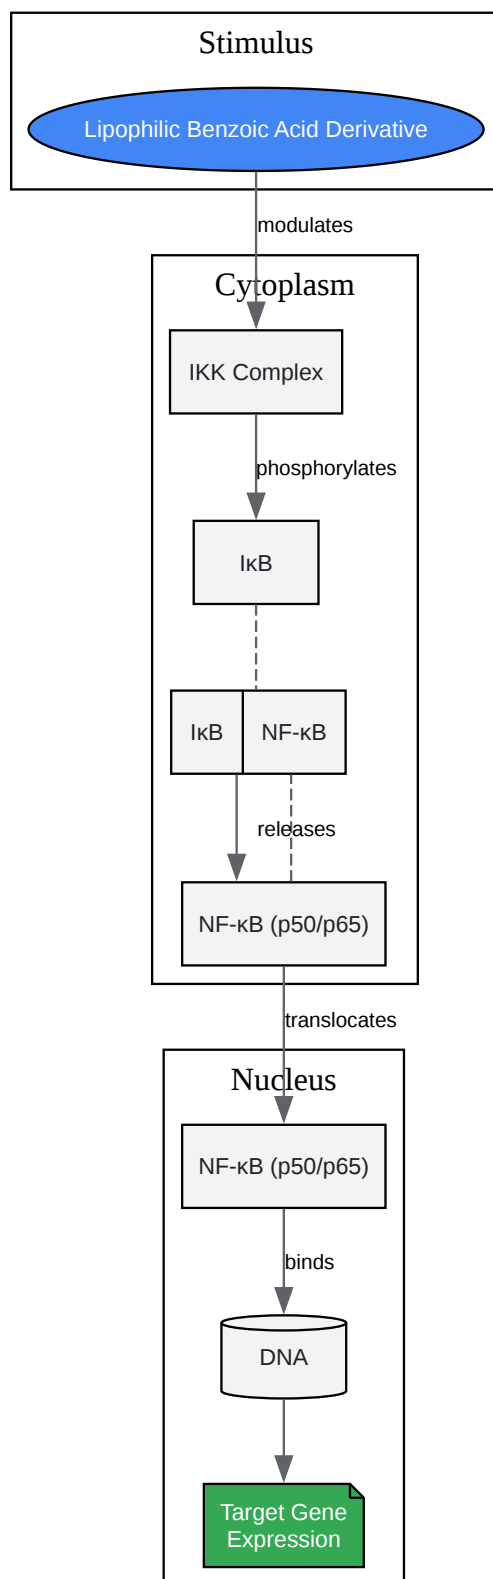 Stimulus
Lipophilic Benzoic Acid Derivative
modulates
Cytoplasm
IKK Complex
phosphorylates
IκB
IκB
NF-κB
releases
NF-κB (p50/p65)
translocates
Nucleus
NF-κB (p50/p65)
binds
DNA
Target Gene
Expression